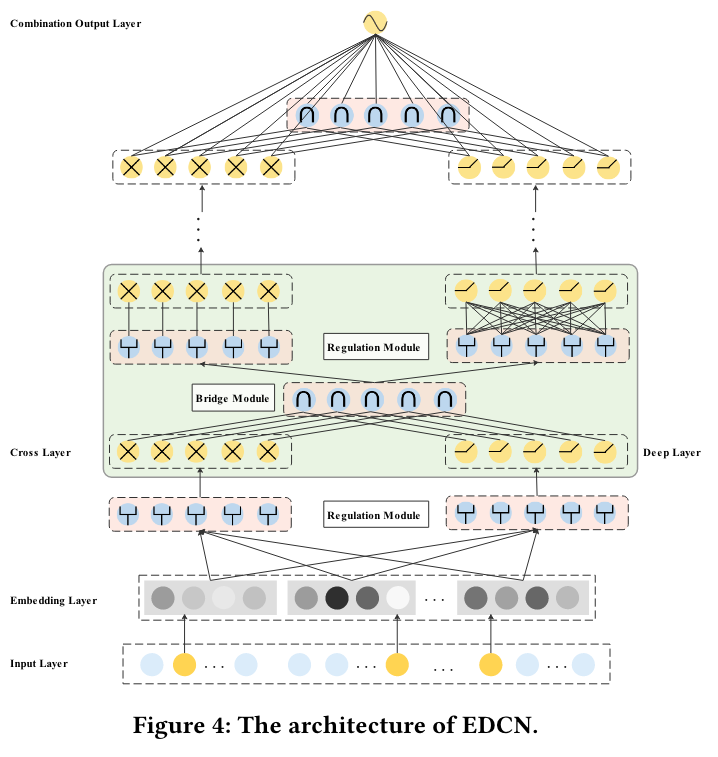 Combination Output Layer
Regulation Module
Bridge Module
Cross Layer
Deep Layer
Regulation Module
Embedding Layer
. . .
Input Layer
. . .
. . .
. . .
. . .
Figure 4: The architecture of EDCN.